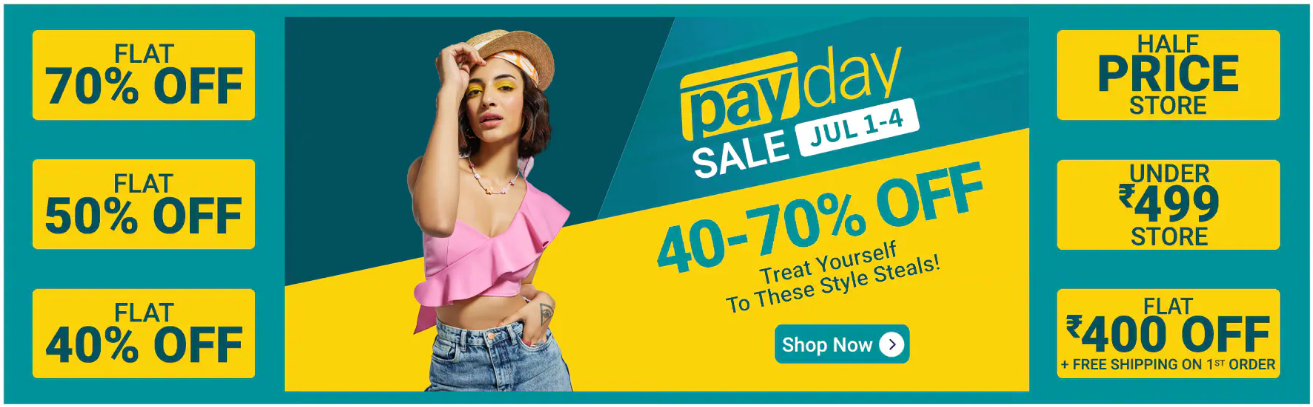 FLAT
70% OFF
FLAT
50% OFF
FLAT
40% OFF
payday
SALE JUL 1-4
40-70% OFF
Treat Yourself
To These Style Steals!
Shop Now
HALF
PRICE
STORE
UNDER
₹499
STORE
FLAT
₹400 OFF
+ FREE SHIPPING ON 1ST ORDER